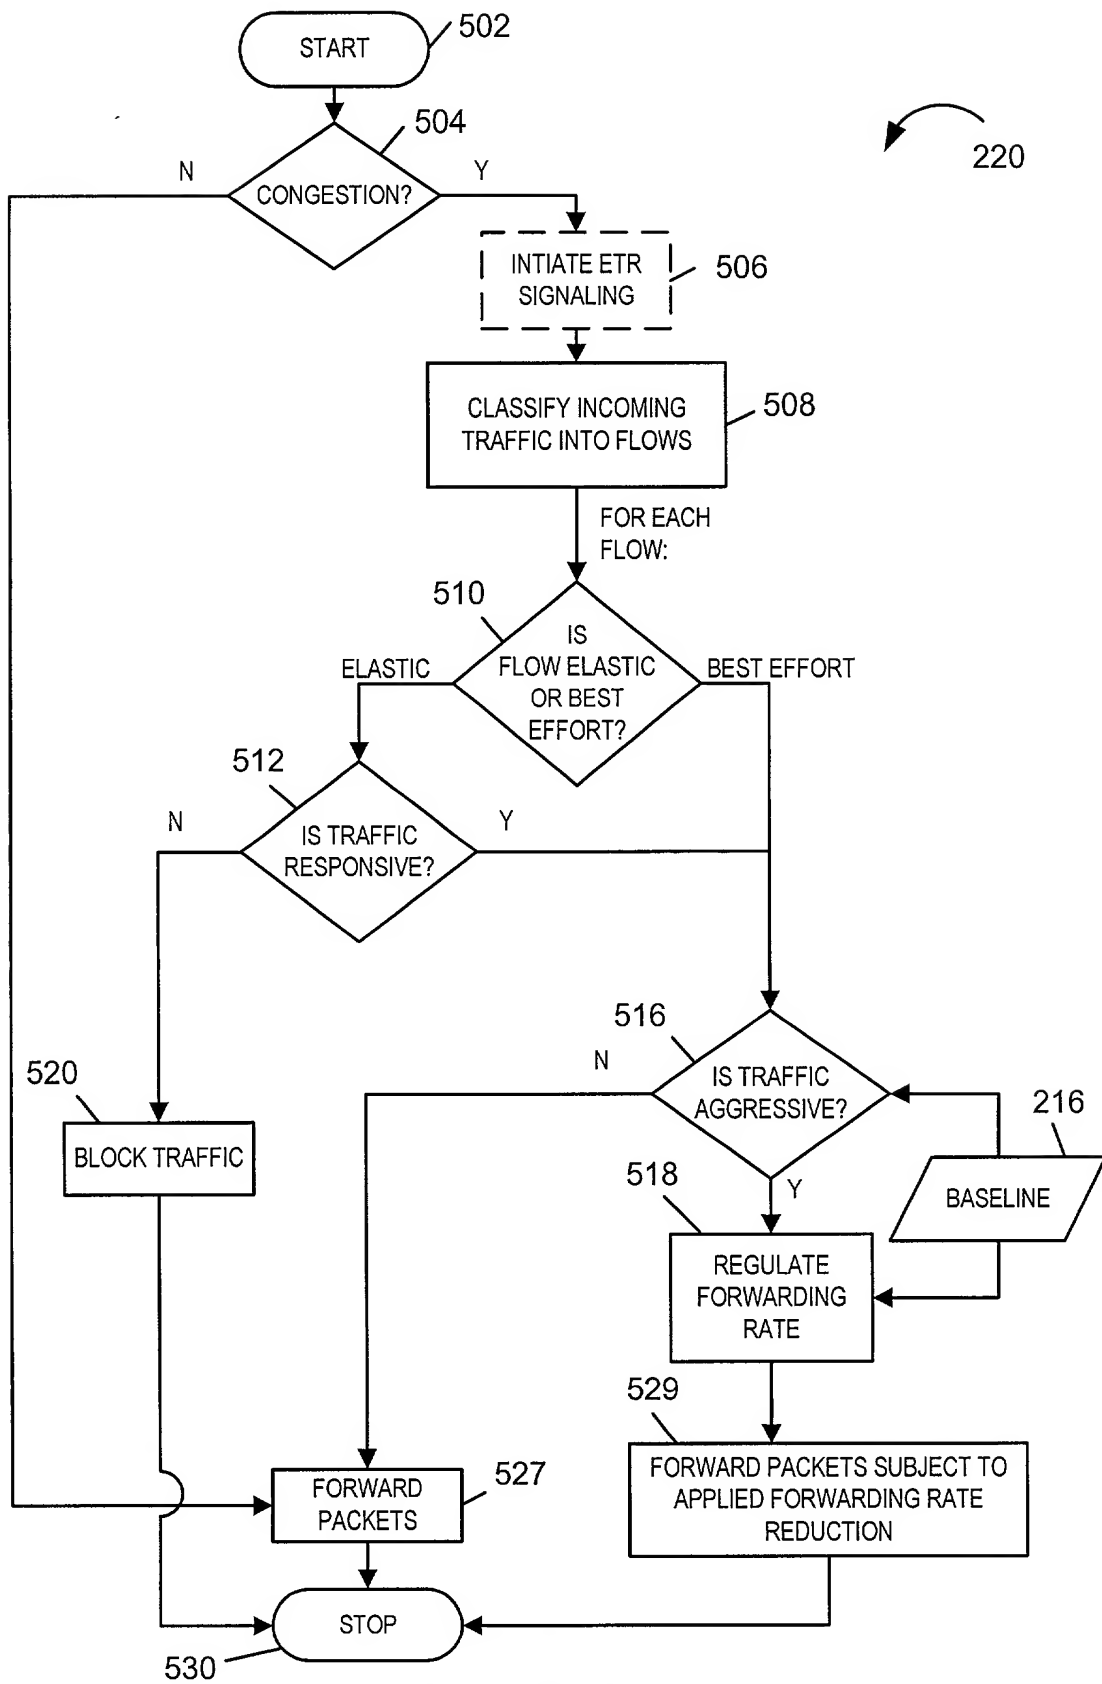 START
502
504
N
Y
220
CONGESTION?
INTIATE ETR
SIGNALING
506
CLASSIFY INCOMING
TRAFFIC INTO FLOWS
508
FOR EACH
FLOW:
510
IS
FLOW ELASTIC
OR BEST
EFFORT?
ELASTIC
BEST EFFORT
512
N
Y
IS TRAFFIC
RESPONSIVE?
516
N
IS TRAFFIC
AGGRESSIVE?
520
BLOCK TRAFFIC
216
BASELINE
518
Y
REGULATE
FORWARDING
RATE
529
FORWARD PACKETS SUBJECT TO
APPLIED FORWARDING RATE
REDUCTION
FORWARD
PACKETS
527
STOP
530